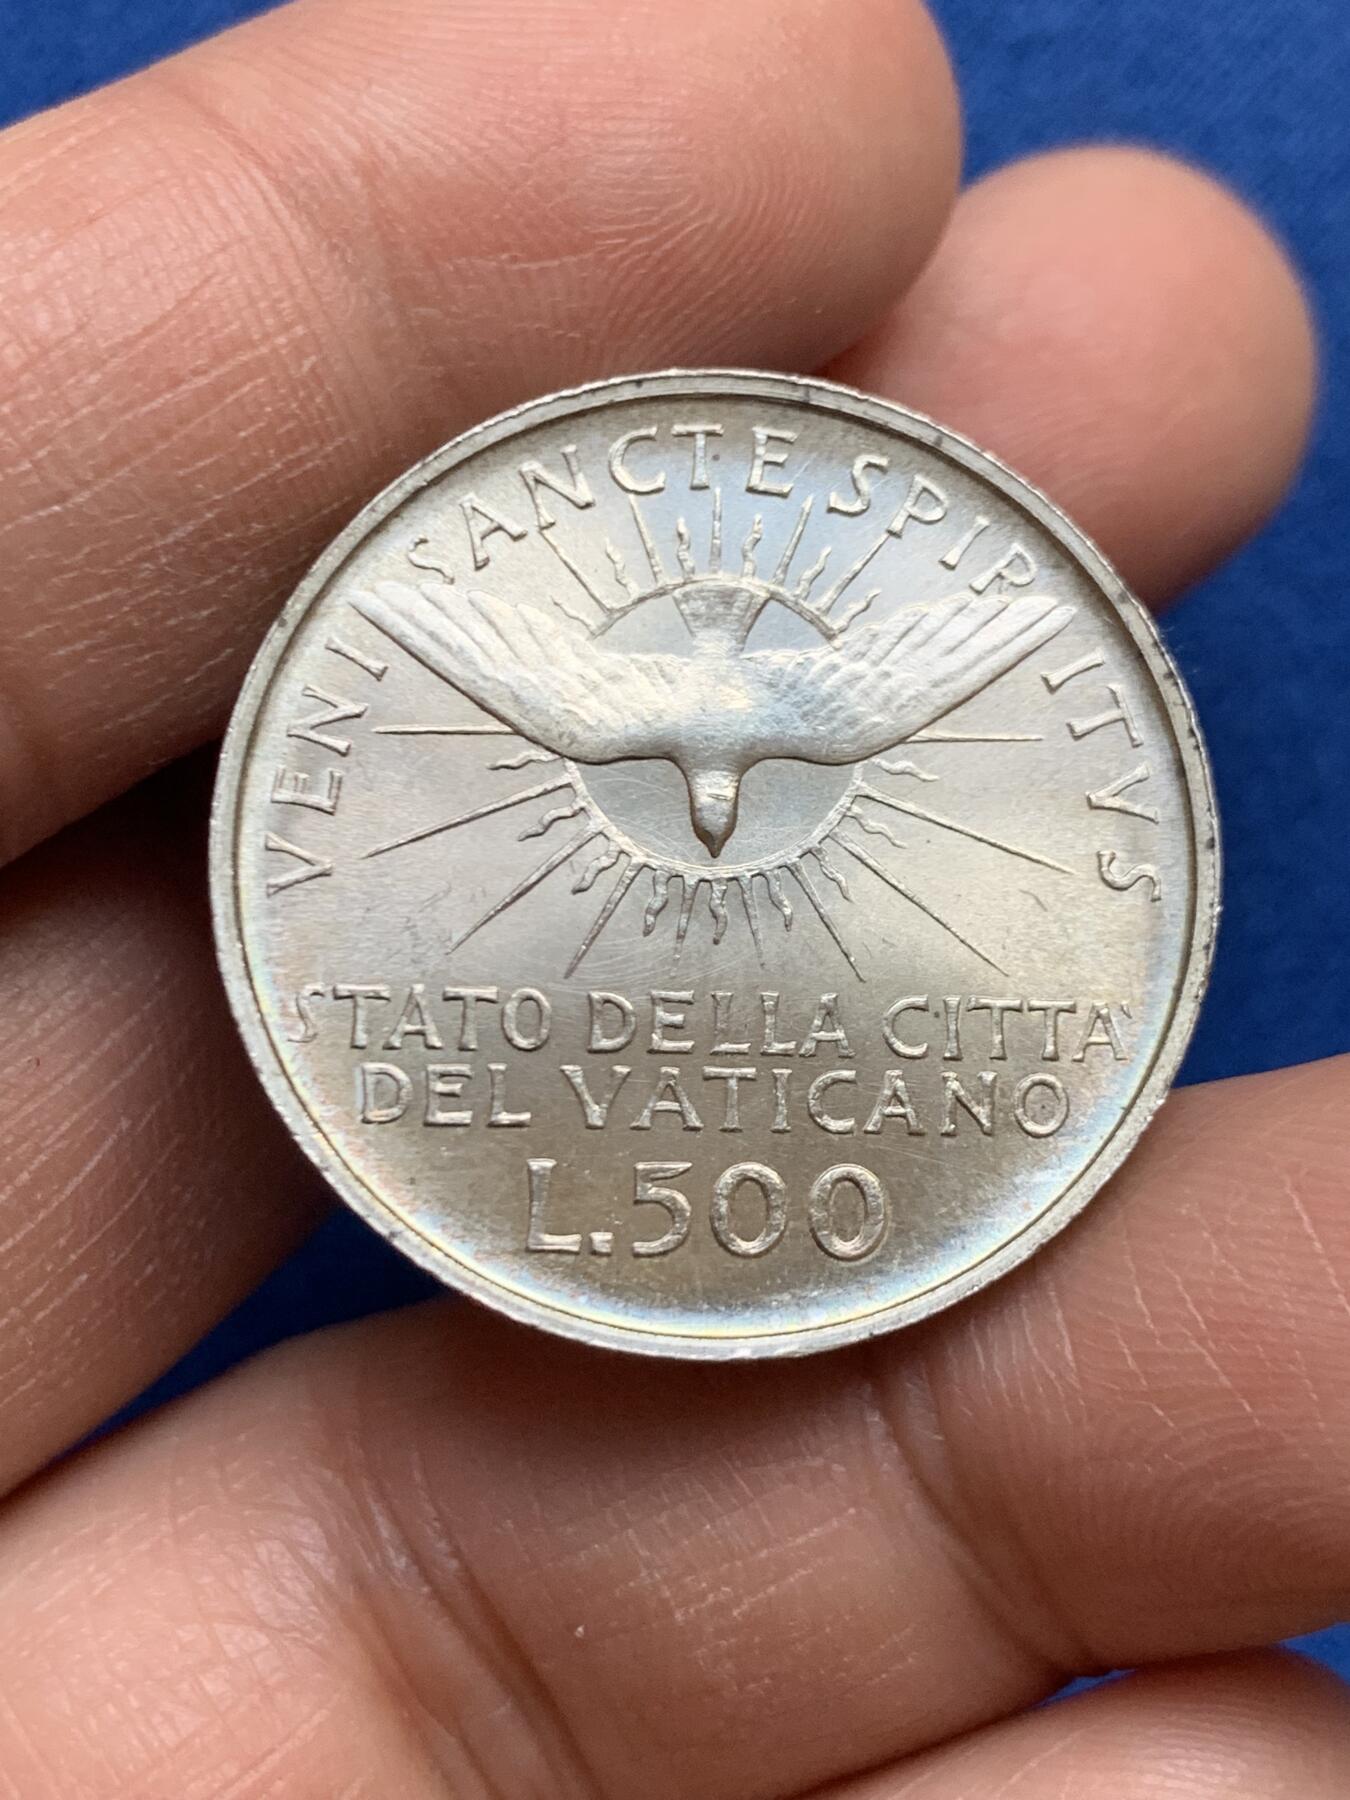 VENI SANCTE SPIRITVS
STATO DELLA CITTA'
DEL VATICANO
L.500